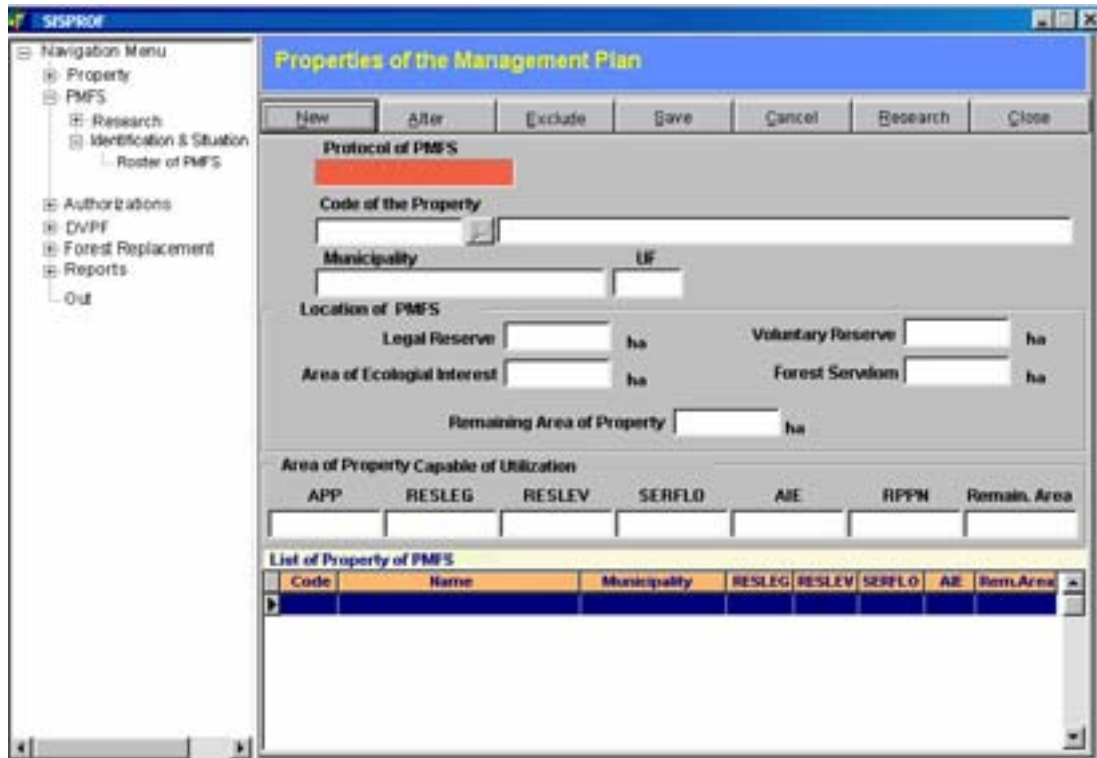 SISPROF
Navigation Menu
Property
PMFS
Research
Identification & Situation
Roster of PMFS
Authorizations
DVPF
Forest Replacement
Reports
Out
Properties of the Management Plan
New Alter Exclude Save Cancel Research Close
Protocol of PMFS
Code of the Property
Municipality UF
Location of PMFS
Legal Reserve ha Voluntary Reserve ha
Area of Ecologial Interest ha Forest Servdom ha
Remaining Area of Property ha
Area of Property Capable of Utilization
APP RESLEG RESLEV SERFLO AIE RPPN Remain. Area
List of Property of PMFS
Code Name Municipality RESLEG RESLEV SERFLO AIE Rem.Area